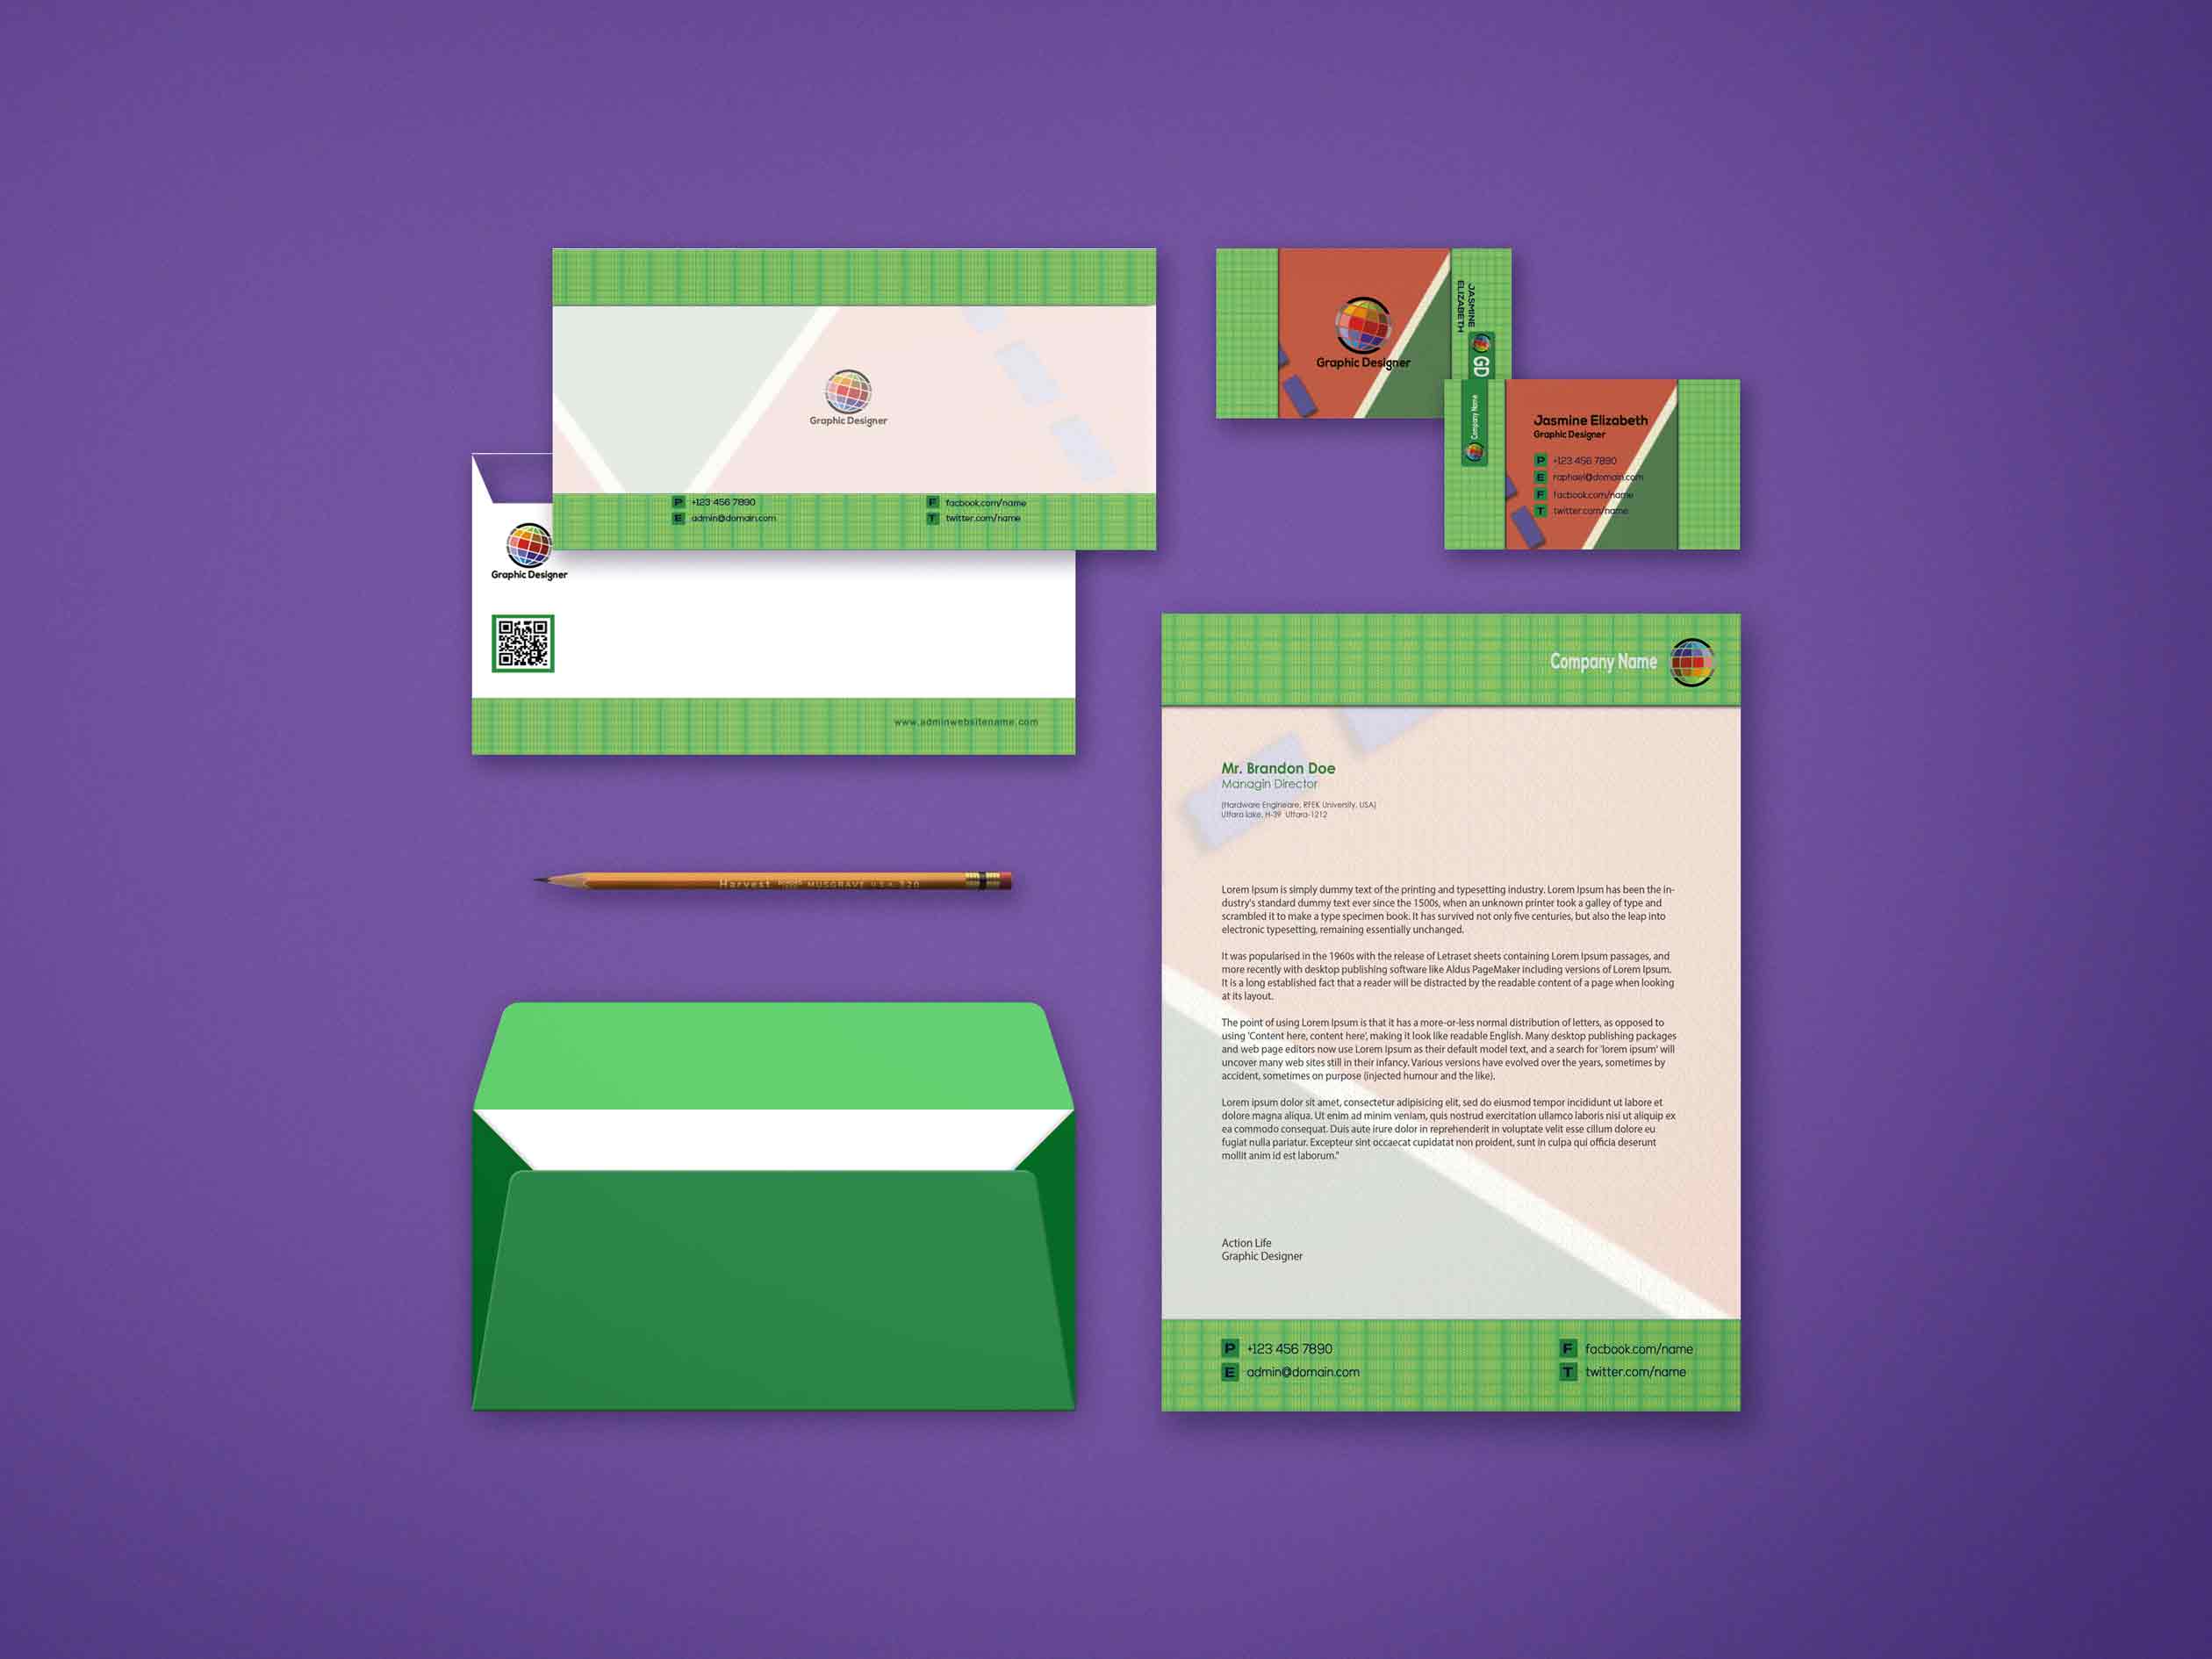 Graphic Designer
P +123 456 7890
E admin@domain.com
F facbook.com/name
T twitter.com/name
Graphic Designer
www.adminwebsitename.com
Graphic Designer
JASMINE
ELIZABETH
GD
Company Name
Jasmine Elizabeth
Graphic Designer
P +123 456 7890
E raphael@domain.com
F facbook.com/name
T twitter.com/name
Harvest MUSGRAVE U.S.A. 320
Company Name
Mr. Brandon Doe
Managin Director
(Hardware Engineare, RFEK University, USA)
Uttara Lake, H-39 Uttara-1212
Lorem Ipsum is simply dummy text of the printing and typesetting industry. Lorem Ipsum has been the in-
dustry's standard dummy text ever since the 1500s, when an unknown printer took a galley of type and
scrambled it to make a type specimen book. It has survived not only five centuries, but also the leap into
electronic typesetting, remaining essentially unchanged.
It was popularised in the 1960s with the release of Letraset sheets containing Lorem Ipsum passages, and
more recently with desktop publishing software like Aldus PageMaker including versions of Lorem Ipsum.
It is a long established fact that a reader will be distracted by the readable content of a page when looking
at its layout.
The point of using Lorem Ipsum is that it has a more-or-less normal distribution of letters, as opposed to
using 'Content here, content here', making it look like readable English. Many desktop publishing packages
and web page editors now use Lorem Ipsum as their default model text, and a search for 'lorem ipsum' will
uncover many web sites still in their infancy. Various versions have evolved over the years, sometimes by
accident, sometimes on purpose (injected humour and the like).
Lorem ipsum dolor sit amet, consectetur adipisicing elit, sed do eiusmod tempor incididunt ut labore et
dolore magna aliqua. Ut enim ad minim veniam, quis nostrud exercitation ullamco laboris nisi ut aliquip ex
ea commodo consequat. Duis aute irure dolor in reprehenderit in voluptate velit esse cillum dolore eu
fugiat nulla pariatur. Excepteur sint occaecat cupidatat non proident, sunt in culpa qui officia deserunt
mollit anim id est laborum."
Action Life
Graphic Designer
P +123 456 7890
E admin@domain.com
F facbook.com/name
T twitter.com/name